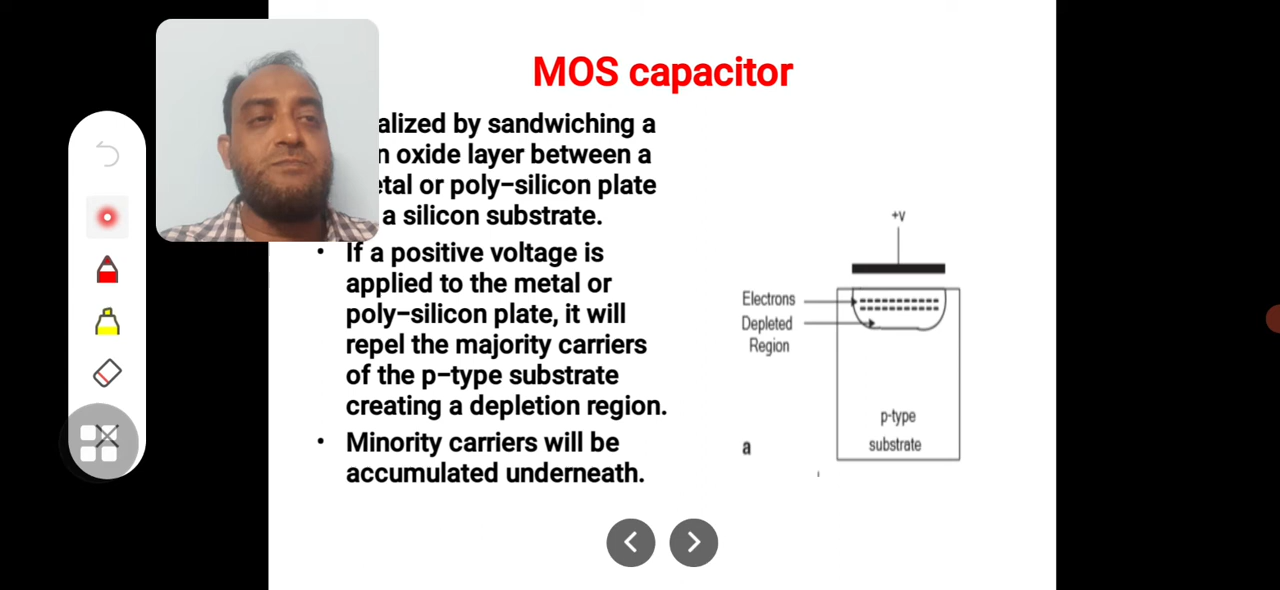 MOS capacitor
by sandwiching a
oxide layer between a
or poly-silicon plate
a silicon substrate.
• If a positive voltage is
applied to the metal or
poly-silicon plate, it will
repel the majority carriers
of the p-type substrate
creating a depletion region.
• Minority carriers will be
accumulated underneath.
+V
Electrons
Depleted
Region
p-type
substrate
a